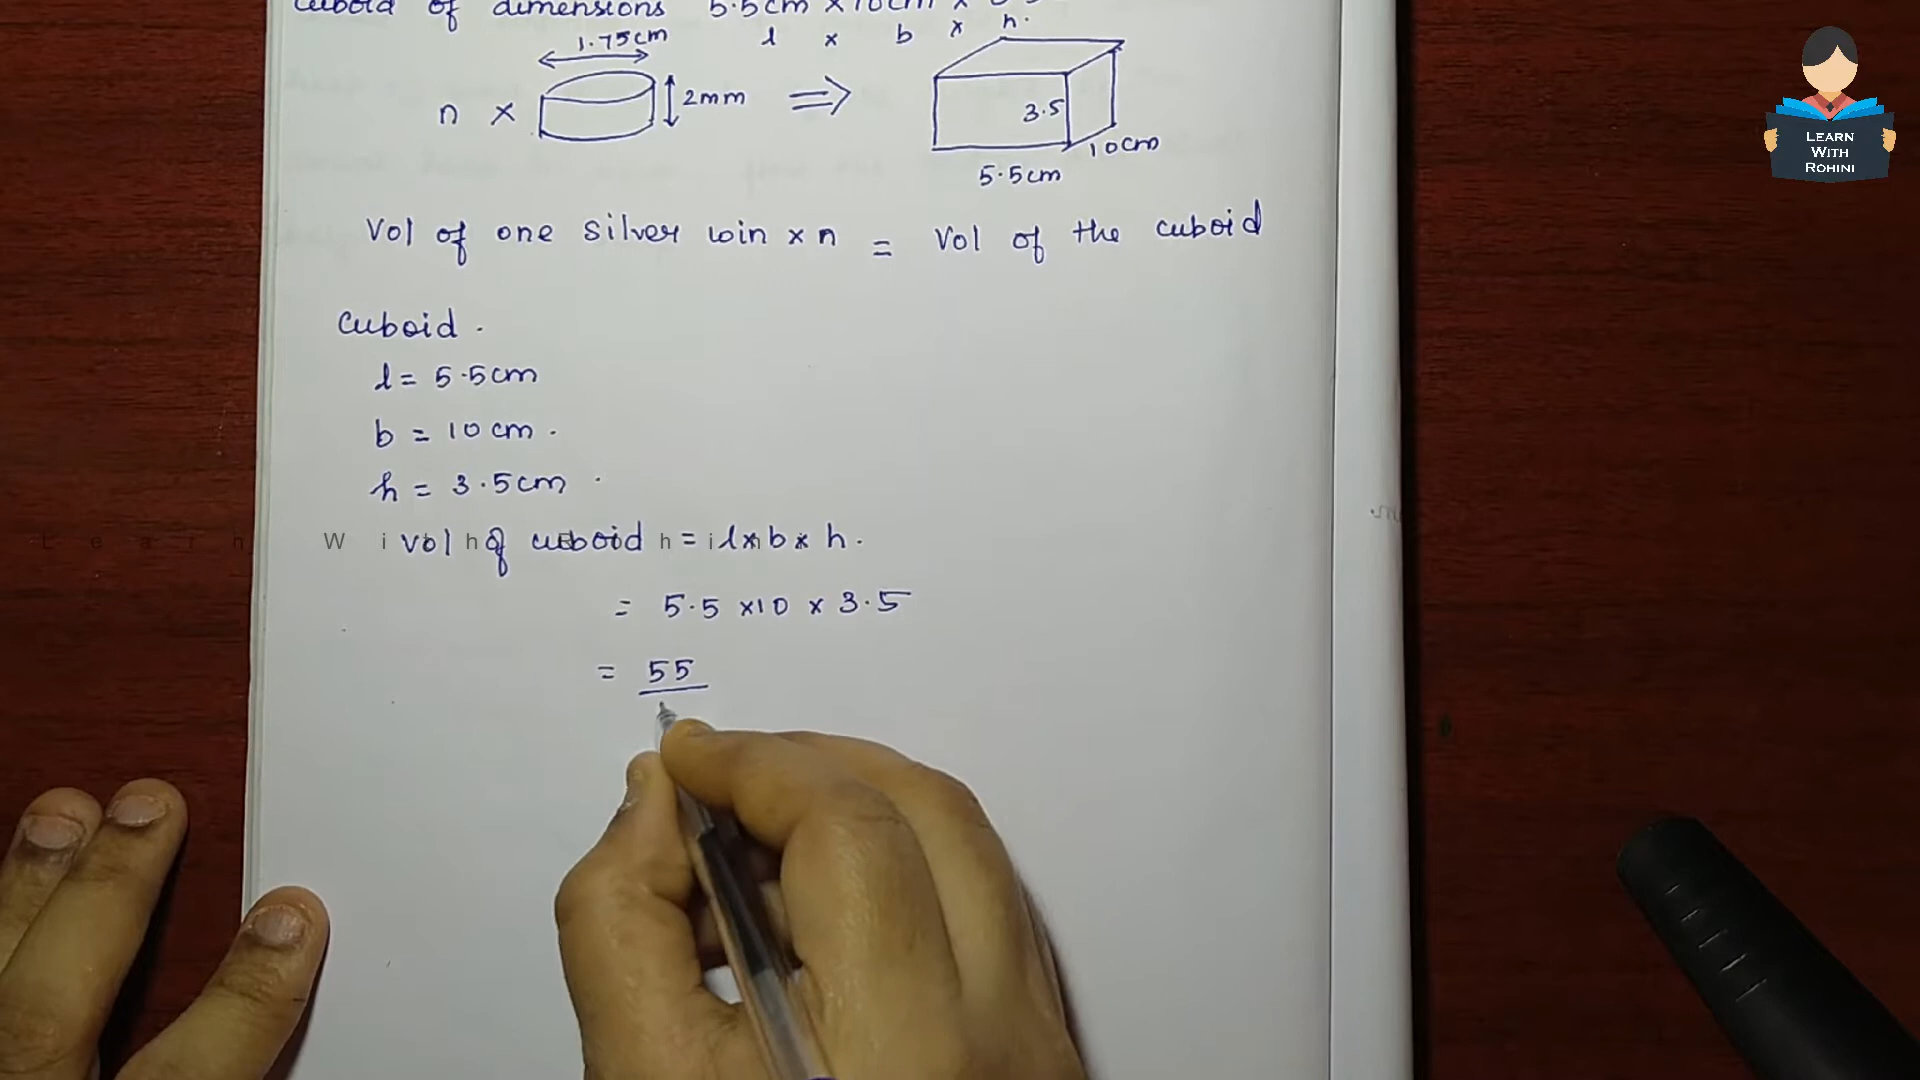 cuboid of dimensions 5.5cm × 10cm ×
l × b × h.
1.75cm
n ×
2mm
⇒
3.5
10cm
5.5cm
Vol of one silver coin × n = Vol of the cuboid
Cuboid.
l = 5.5cm
b = 10cm.
h = 3.5cm.
vol of cuboid = l×b× h.
= 5.5 ×10 × 3.5
= 55
LEARN
WITH
ROHINI